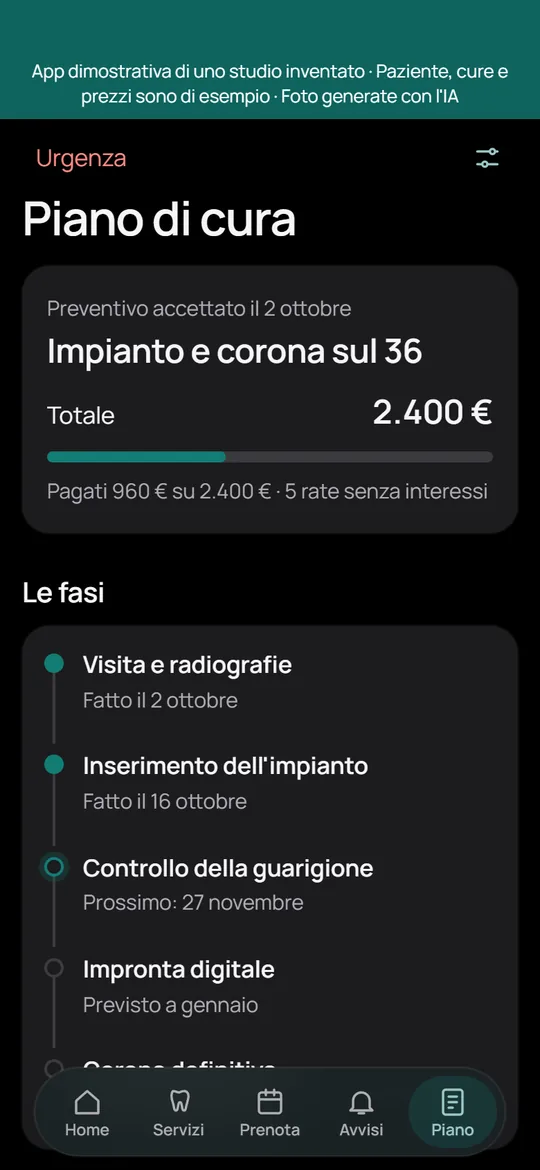 App dimostrativa di uno studio inventato · Paziente, cure e
prezzi sono di esempio · Foto generate con l'IA
Urgenza
Piano di cura
Preventivo accettato il 2 ottobre
Impianto e corona sul 36
Totale 2.400 €
Pagati 960 € su 2.400 € · 5 rate senza interessi
Le fasi
Visita e radiografie
Fatto il 2 ottobre
Inserimento dell'impianto
Fatto il 16 ottobre
Controllo della guarigione
Prossimo: 27 novembre
Impronta digitale
Previsto a gennaio
Corona definitiva
Home Servizi Prenota Avvisi Piano